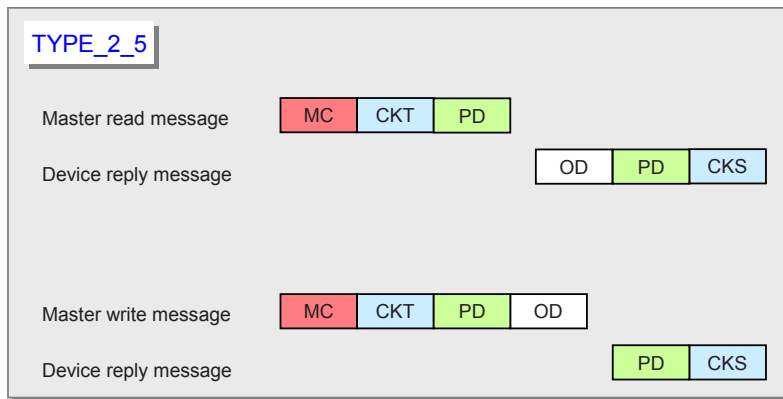 TYPE_2_5
Master read message MC CKT PD
Device reply message OD PD CKS
Master write message MC CKT PD OD
Device reply message PD CKS